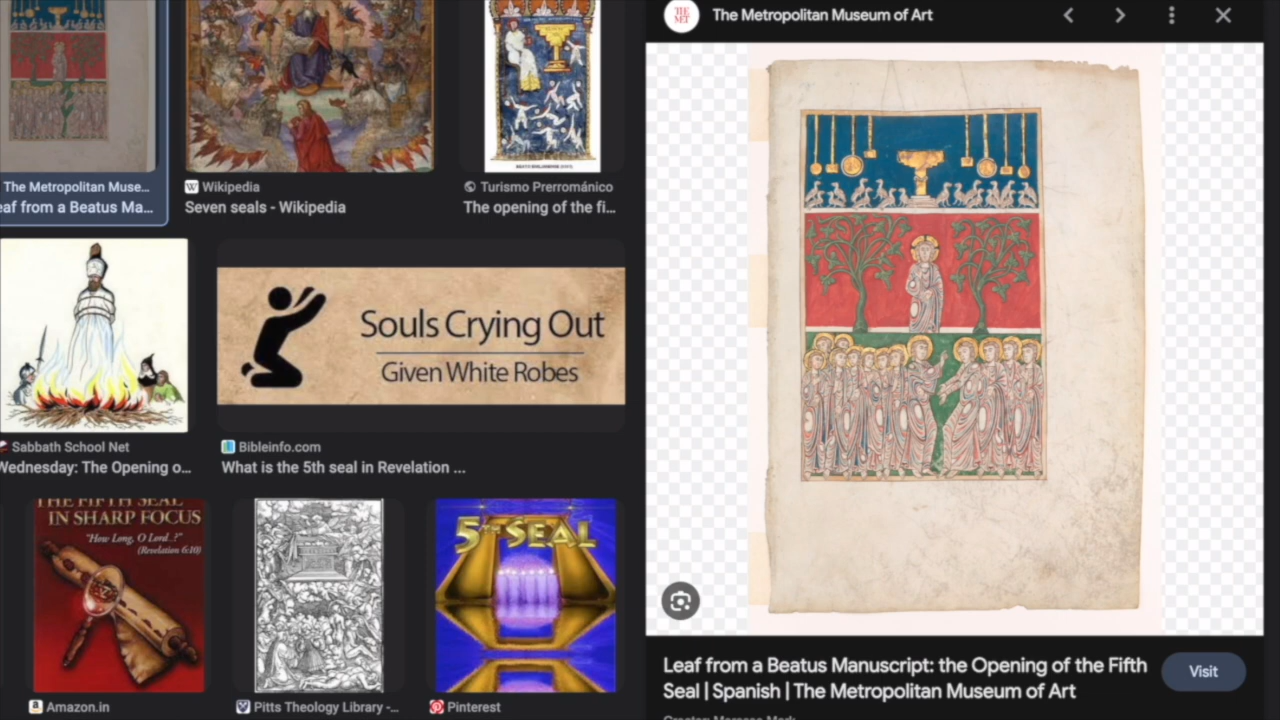 The Metropolitan Muse...
eaf from a Beatus Ma...
W Wikipedia
Seven seals - Wikipedia
Turismo Prerrománico
The opening of the fi...
Sabbath School Net
Wednesday: The Opening o...
Souls Crying Out
Given White Robes
Bibleinfo.com
What is the 5th seal in Revelation ...
THE FIFTH SEAL
IN SHARP FOCUS
"How Long, O Lord..?"
(Revelation 6:10)
a Amazon.in
Pitts Theology Library -...
5TH SEAL
Pinterest
THE
MET
The Metropolitan Museum of Art
Leaf from a Beatus Manuscript: the Opening of the Fifth
Seal | Spanish | The Metropolitan Museum of Art
Visit